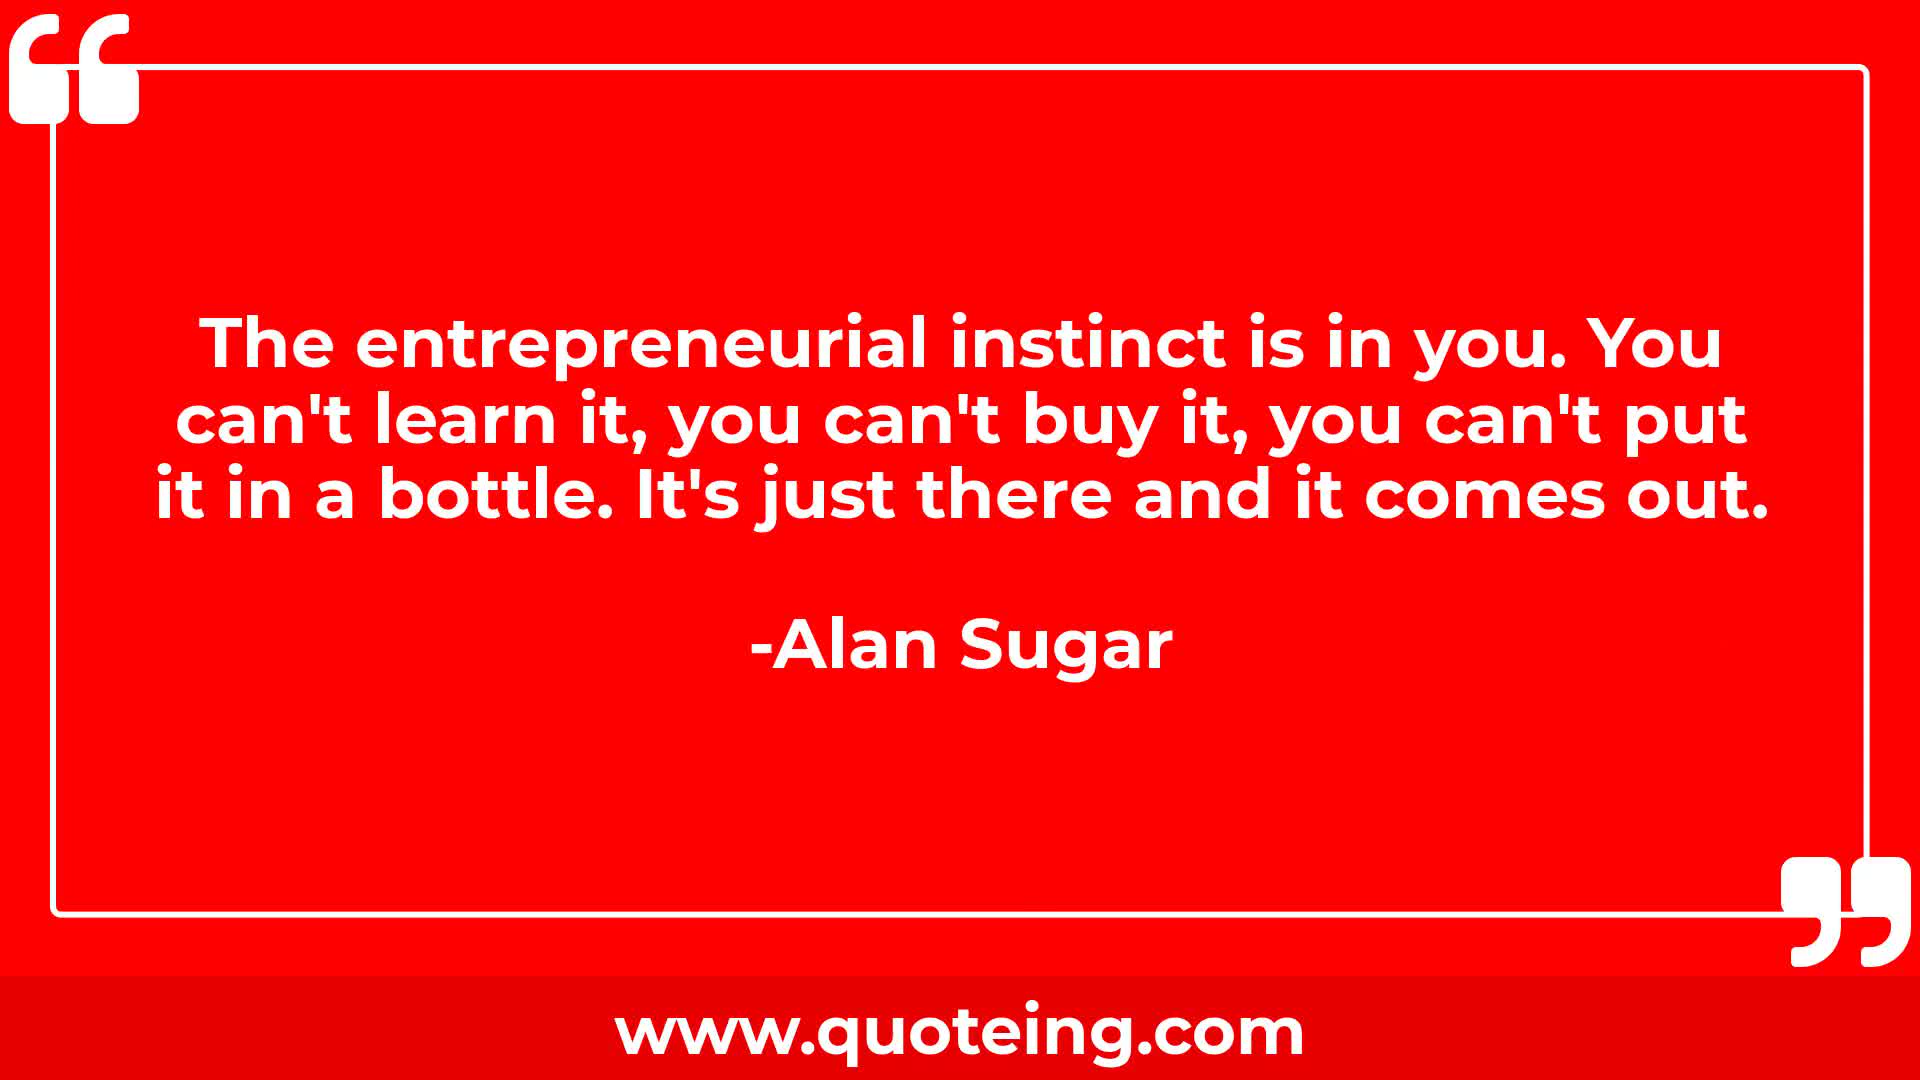 The entrepreneurial instinct is in you. You
can't learn it, you can't buy it, you can't put
it in a bottle. It's just there and it comes out.
-Alan Sugar
www.quoteing.com